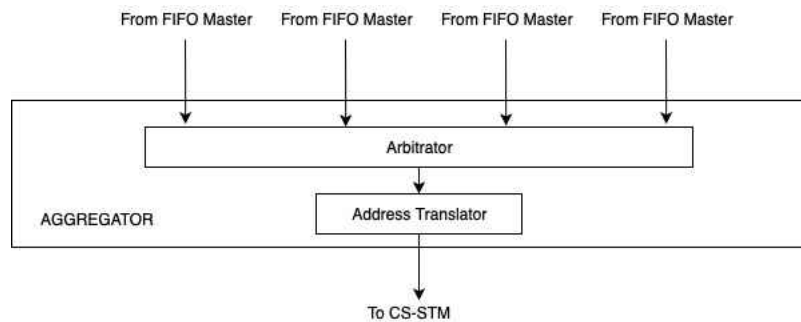 From FIFO Master From FIFO Master From FIFO Master From FIFO Master
Arbitrator
Address Translator
AGGREGATOR
To CS-STM